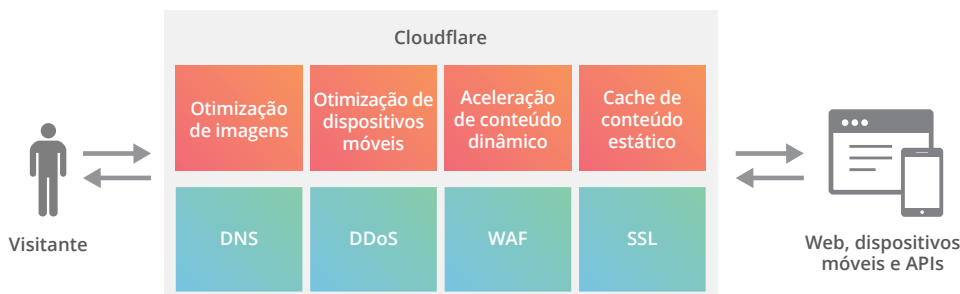 Cloudflare
Otimização
de imagens
Otimização de
dispositivos
móveis
Aceleração
de conteúdo
dinâmico
Cache de
conteúdo
estático
DNS
DDoS
WAF
SSL
Visitante
Web, dispositivos
móveis e APIs